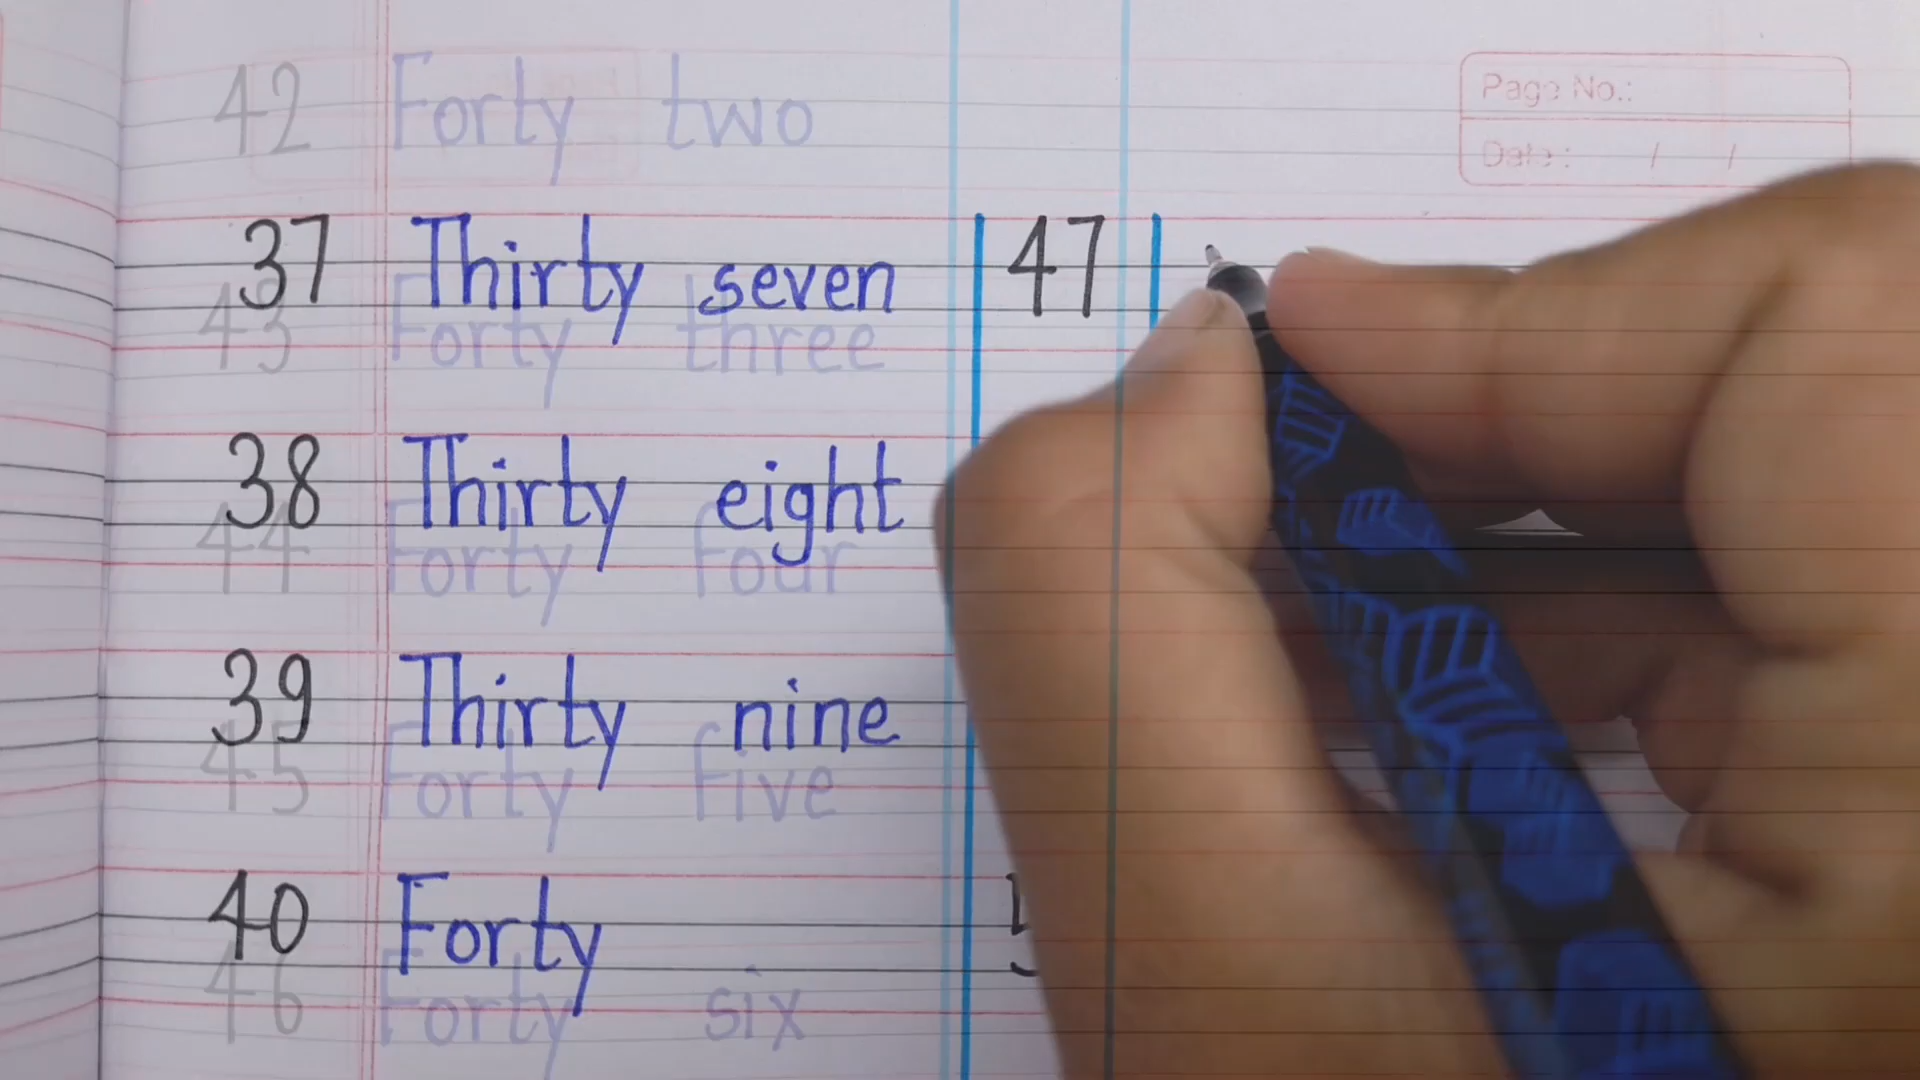 42 Forty two
Page No.:
Date: / /
37 Thirty seven 47
43 Forty three
38 Thirty eight
44 Forty four
39 Thirty nine
45 Forty five
40 Forty
46 Forty six